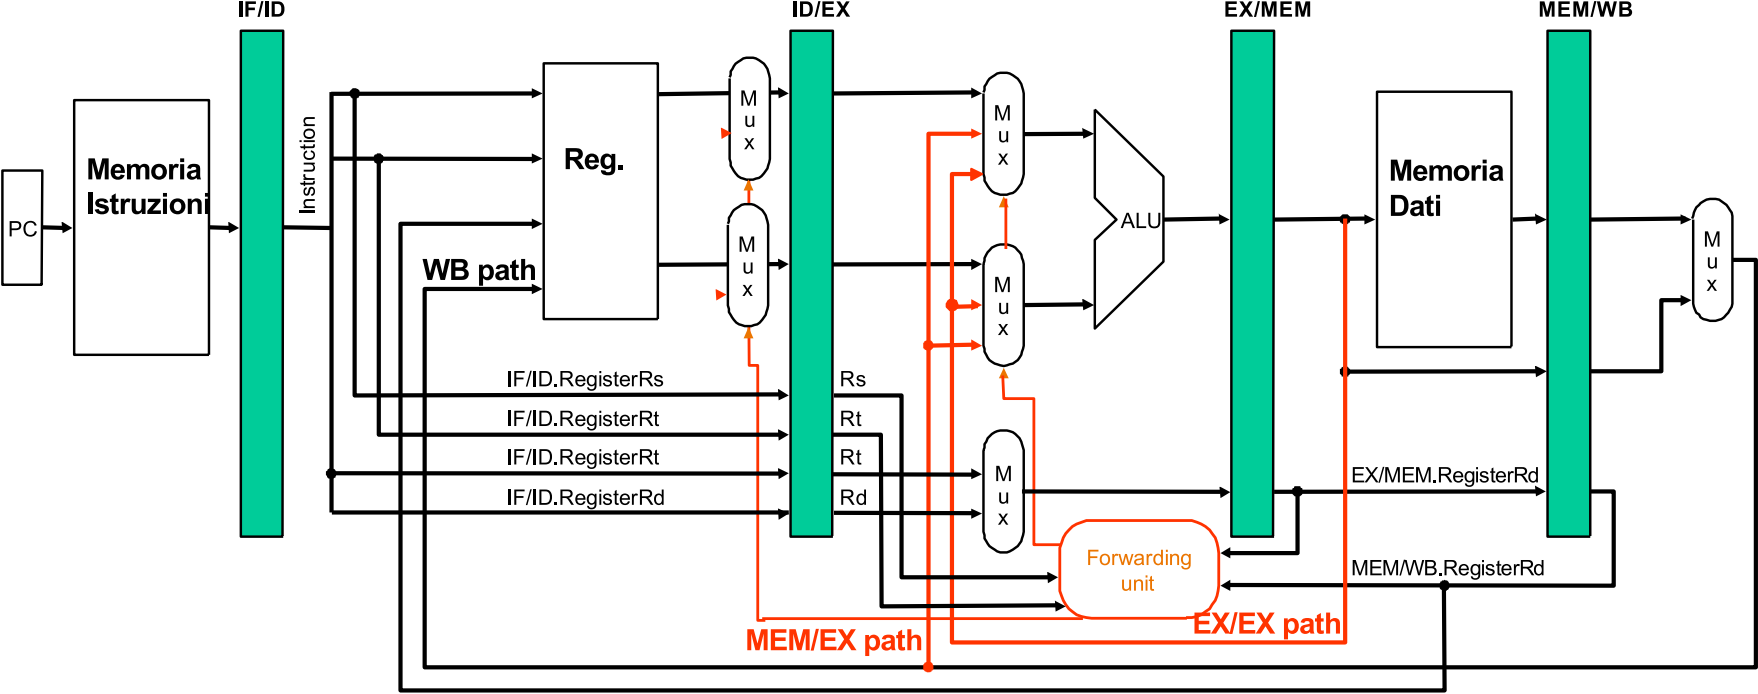 IF/ID
ID/EX
EX/MEM
MEM/WB
PC
Memoria
Istruzioni
Instruction
Reg.
WB path
M
u
x
M
u
x
M
u
x
M
u
x
ALU
Memoria
Dati
M
u
x
IF/ID.RegisterRs
Rs
IF/ID.RegisterRt
Rt
IF/ID.RegisterRt
Rt
IF/ID.RegisterRd
Rd
M
u
x
EX/MEM.RegisterRd
Forwarding
unit
MEM/WB.RegisterRd
MEM/EX path
EX/EX path